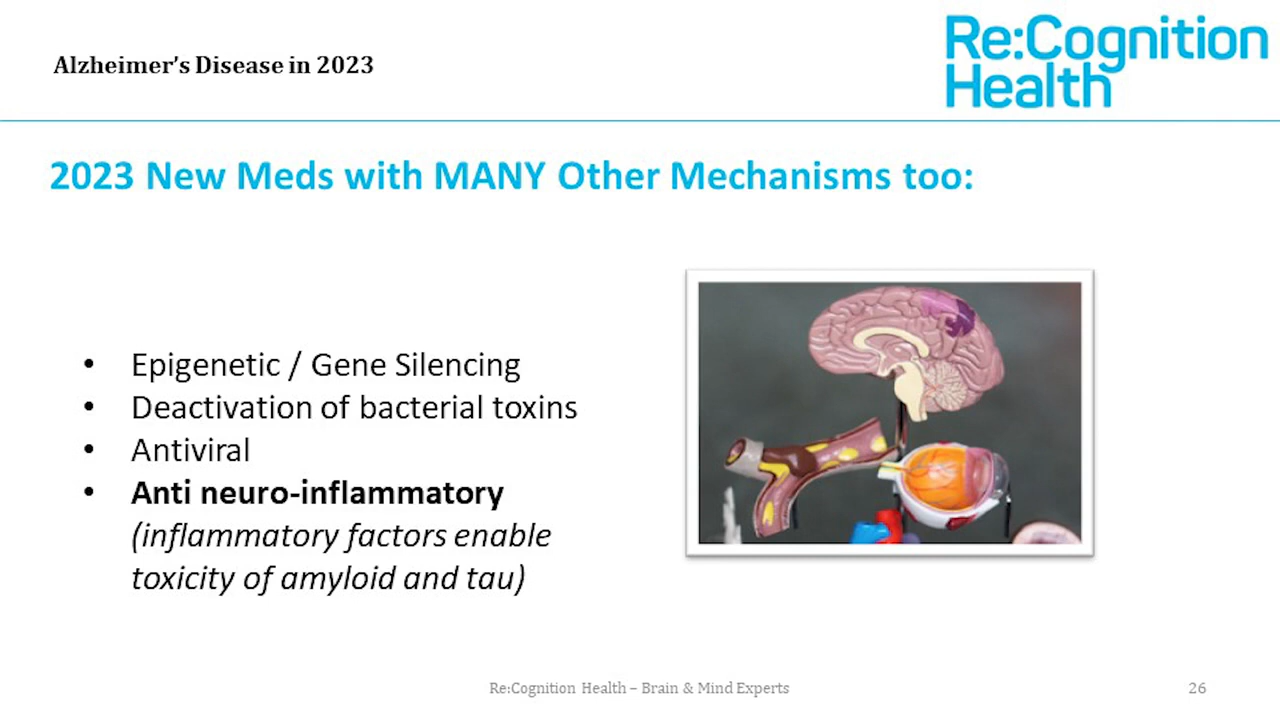 Alzheimer's Disease in 2023
Re:Cognition
Health
2023 New Meds with MANY Other Mechanisms too:
• Epigenetic / Gene Silencing
• Deactivation of bacterial toxins
• Antiviral
• Anti neuro-inflammatory
(inflammatory factors enable
toxicity of amyloid and tau)
Re:Cognition Health – Brain & Mind Experts
26